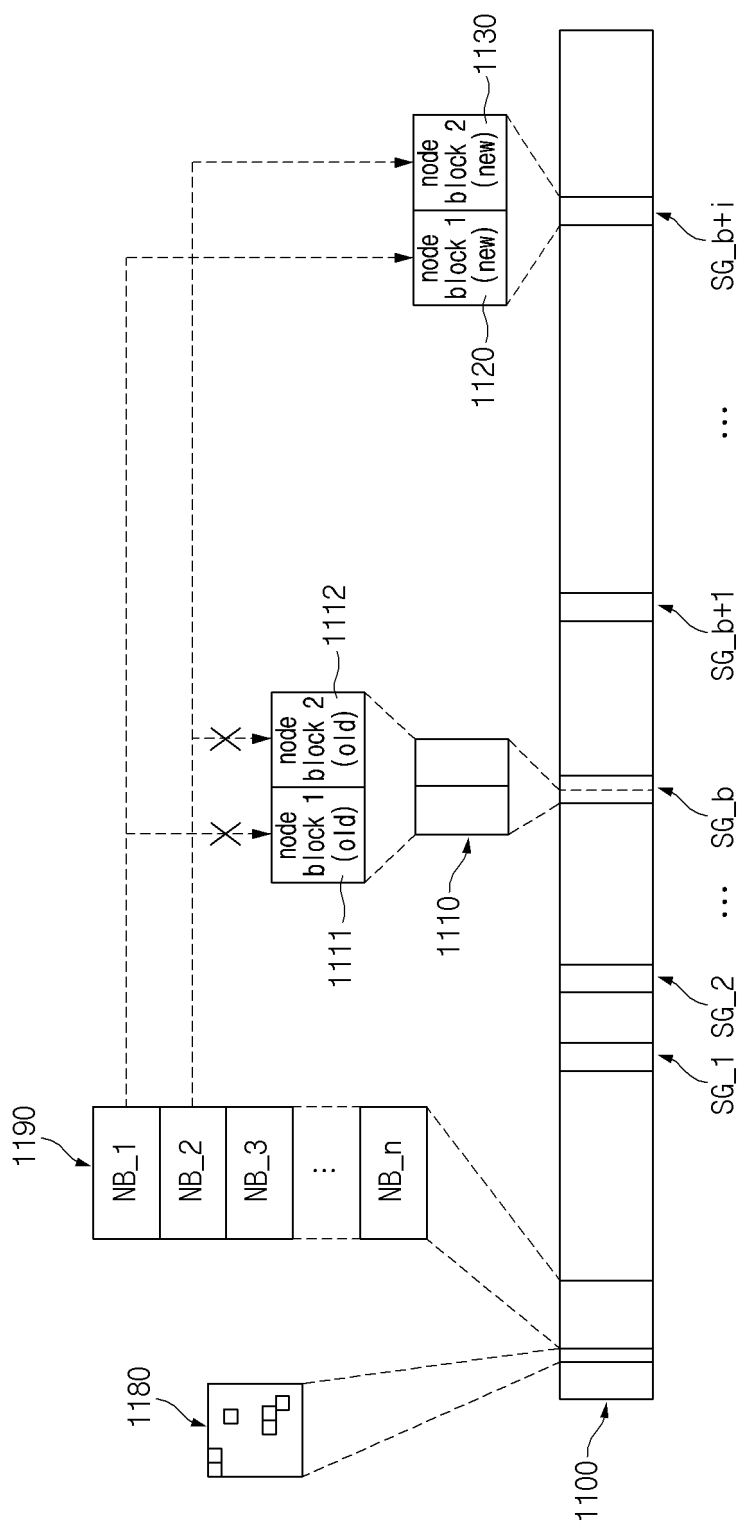 1180
1190
NB_1
NB_2
NB_3
...
NB_n
node
block 1
(old)
node
block 2
(old)
1111
1112
1110
node
block 1
(new)
node
block 2
(new)
1120
1130
1100
SG_1
SG_2
...
SG_b
SG_b+1
...
SG_b+i